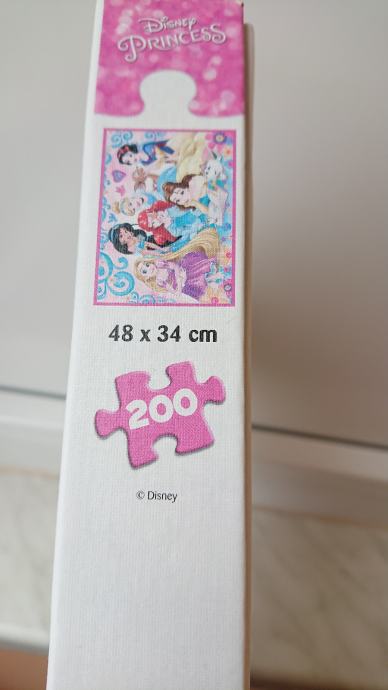 Disney
PRINCESS
48 x 34 cm
200
© Disney